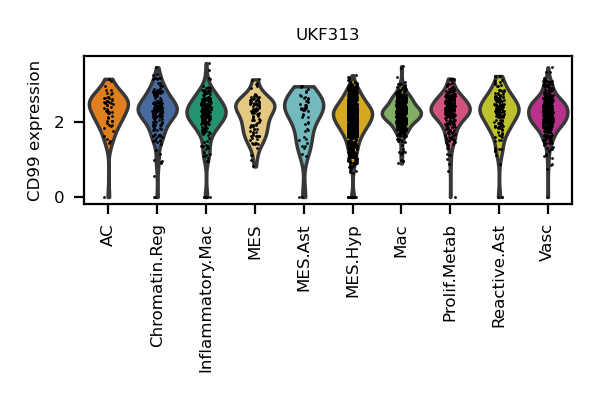 UKF313
CD99 expression
2
0
AC
Chromatin.Reg
Inflammatory.Mac
MES
MES.Ast
MES.Hyp
Mac
Prolif.Metab
Reactive.Ast
Vasc